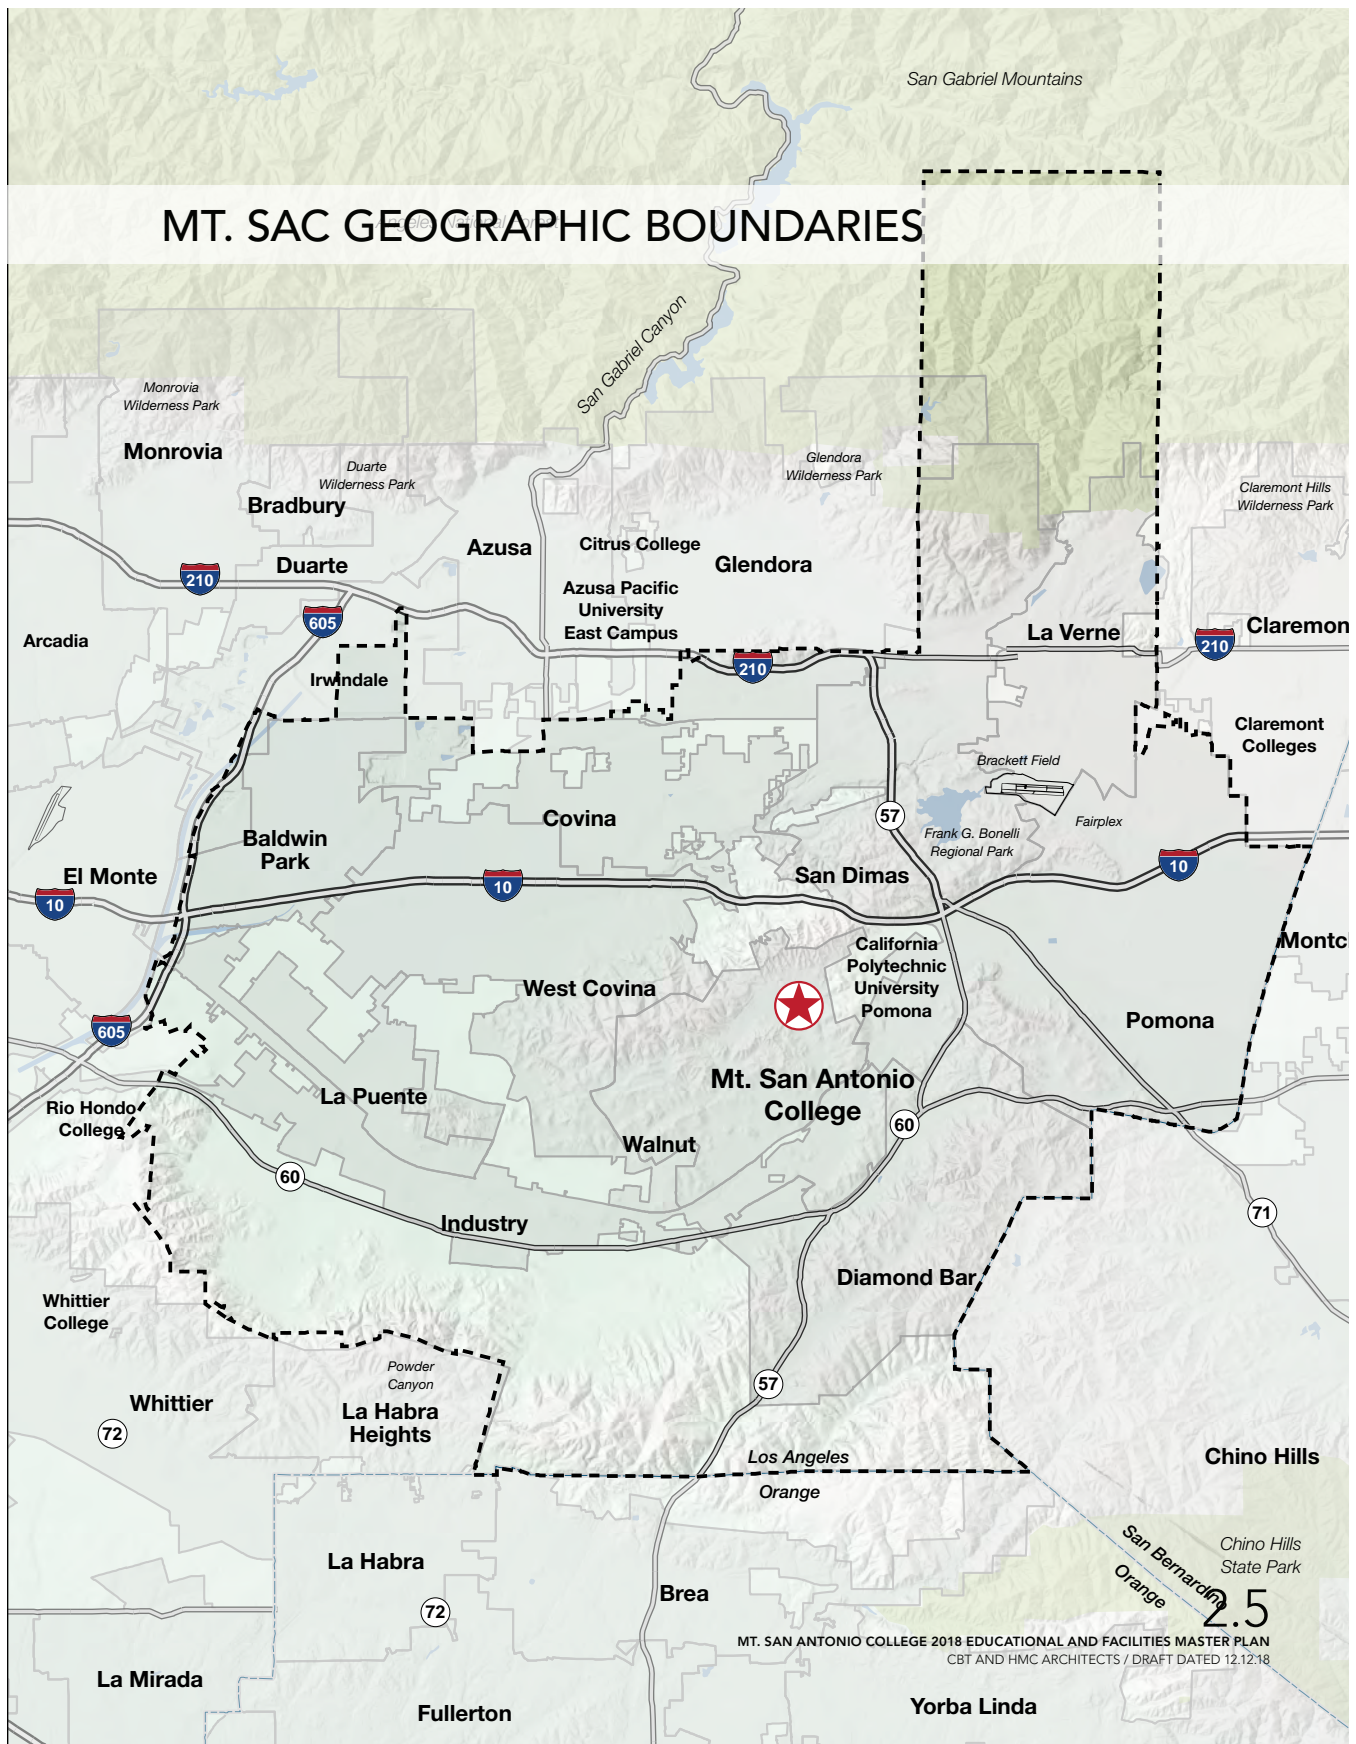 San Gabriel Mountains
Angeles National Forest
MT. SAC GEOGRAPHIC BOUNDARIES
San Gabriel Canyon
Monrovia
Wilderness Park
Monrovia
Duarte
Wilderness Park
Glendora
Wilderness Park
Claremont Hills
Wilderness Park
Bradbury
Azusa
Citrus College
Glendora
Duarte
210
Azusa Pacific
University
East Campus
605
Arcadia
La Verne
Claremon
210
210
Irwindale
Claremont
Colleges
Brackett Field
Covina
57
Fairplex
Baldwin
Park
Frank G. Bonelli
Regional Park
El Monte
San Dimas
10
10
10
California
Polytechnic
University
Pomona
Montcl
West Covina
Pomona
605
Mt. San Antonio
College
La Puente
Rio Hondo
College
60
Walnut
60
71
Industry
Diamond Bar
Whittier
College
Powder
Canyon
57
Whittier
La Habra
Heights
72
Los Angeles
Orange
Chino Hills
San Bernardino
Orange
Chino Hills
State Park
La Habra
Brea
72
2.5
MT. SAN ANTONIO COLLEGE 2018 EDUCATIONAL AND FACILITIES MASTER PLAN
CBT AND HMC ARCHITECTS / DRAFT DATED 12.12.18
La Mirada
Fullerton
Yorba Linda